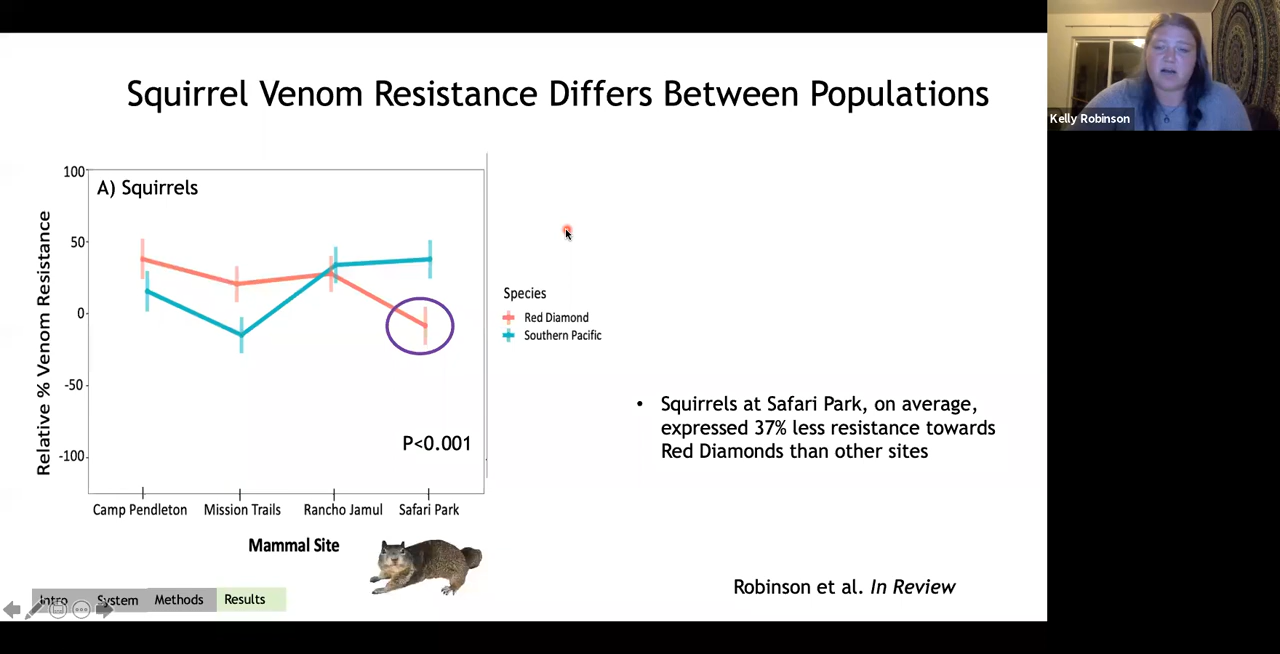 Squirrel Venom Resistance Differs Between Populations
Kelly Robinson
A) Squirrels
Relative % Venom Resistance
100
50
0
-50
-100
P<0.001
Camp Pendleton
Mission Trails
Rancho Jamul
Safari Park
Mammal Site
Species
Red Diamond
Southern Pacific
• Squirrels at Safari Park, on average,
expressed 37% less resistance towards
Red Diamonds than other sites
Robinson et al. In Review
Intro
System
Methods
Results